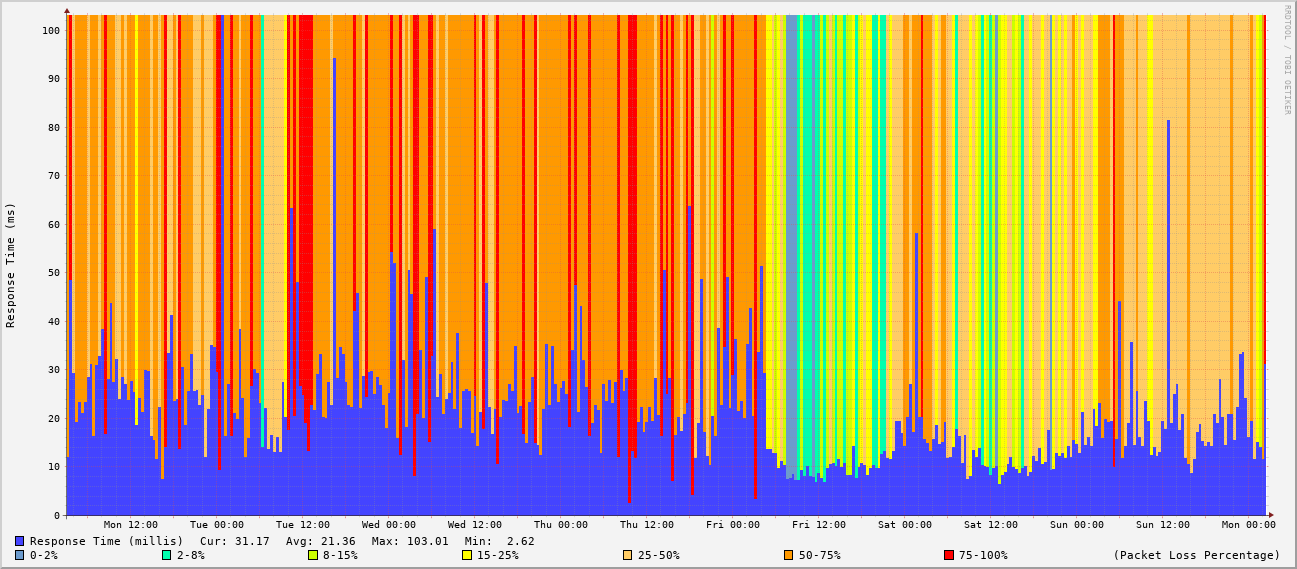 RRDTOOL / TOBI OETIKER
Response Time (ms)
100
90
80
70
60
50
40
30
20
10
0
Mon 12:00 Tue 00:00 Tue 12:00 Wed 00:00 Wed 12:00 Thu 00:00 Thu 12:00 Fri 00:00 Fri 12:00 Sat 00:00 Sat 12:00 Sun 00:00 Sun 12:00 Mon 00:00
Response Time (millis) Cur: 31.17 Avg: 21.36 Max: 103.01 Min: 2.62
0-2% 2-8% 8-15% 15-25% 25-50% 50-75% 75-100% (Packet Loss Percentage)